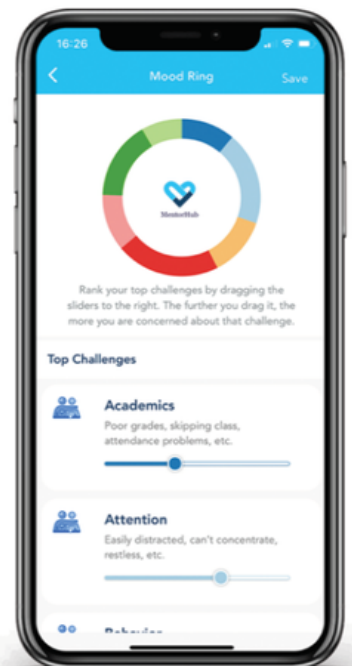 16:26
Mood Ring
Save
MentorHub
Rank your top challenges by dragging the
sliders to the right. The further you drag it, the
more you are concerned about that challenge.
Top Challenges
Academics
Poor grades, skipping class,
attendance problems, etc.
Attention
Easily distracted, can't concentrate,
restless, etc.
Behavior